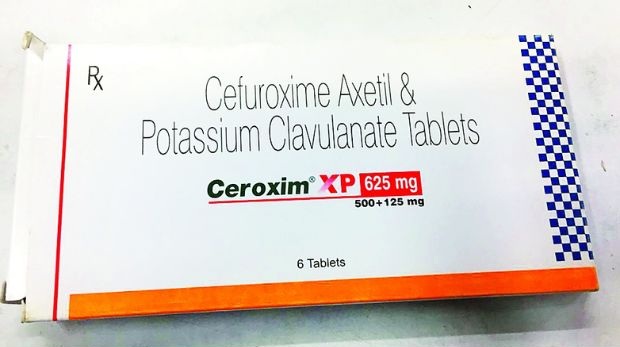 Rx
Cefuroxime Axetil &
Potassium Clavulanate Tablets
Ceroxim® XP 625 mg
500+125 mg
6 Tablets